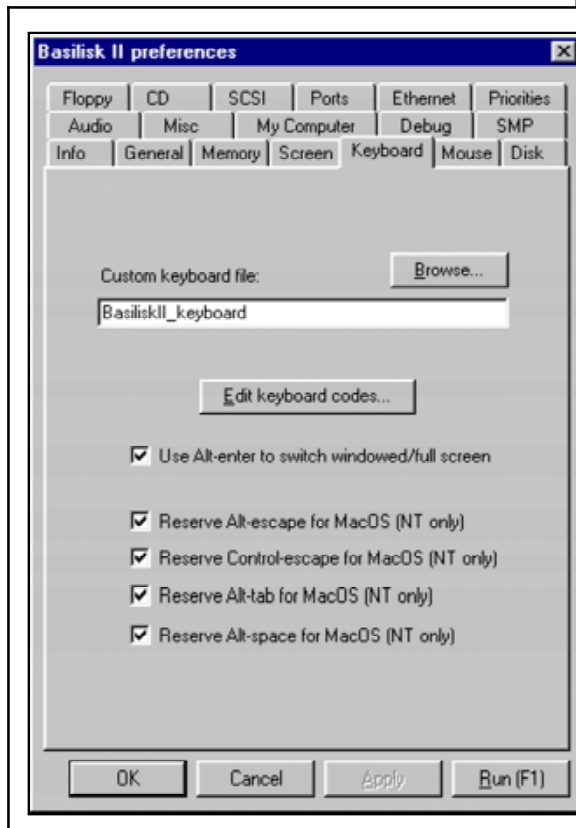 Basilisk II preferences
Floppy CD SCSI Ports Ethernet Priorities
Audio Misc My Computer Debug SMP
Info General Memory Screen Keyboard Mouse Disk
Browse...
Custom keyboard file:
BasiliskII_keyboard
Edit keyboard codes...
Use Alt-enter to switch windowed/full screen
Reserve Alt-escape for MacOS (NT only)
Reserve Control-escape for MacOS (NT only)
Reserve Alt-tab for MacOS (NT only)
Reserve Alt-space for MacOS (NT only)
OK Cancel Apply Run (F1)